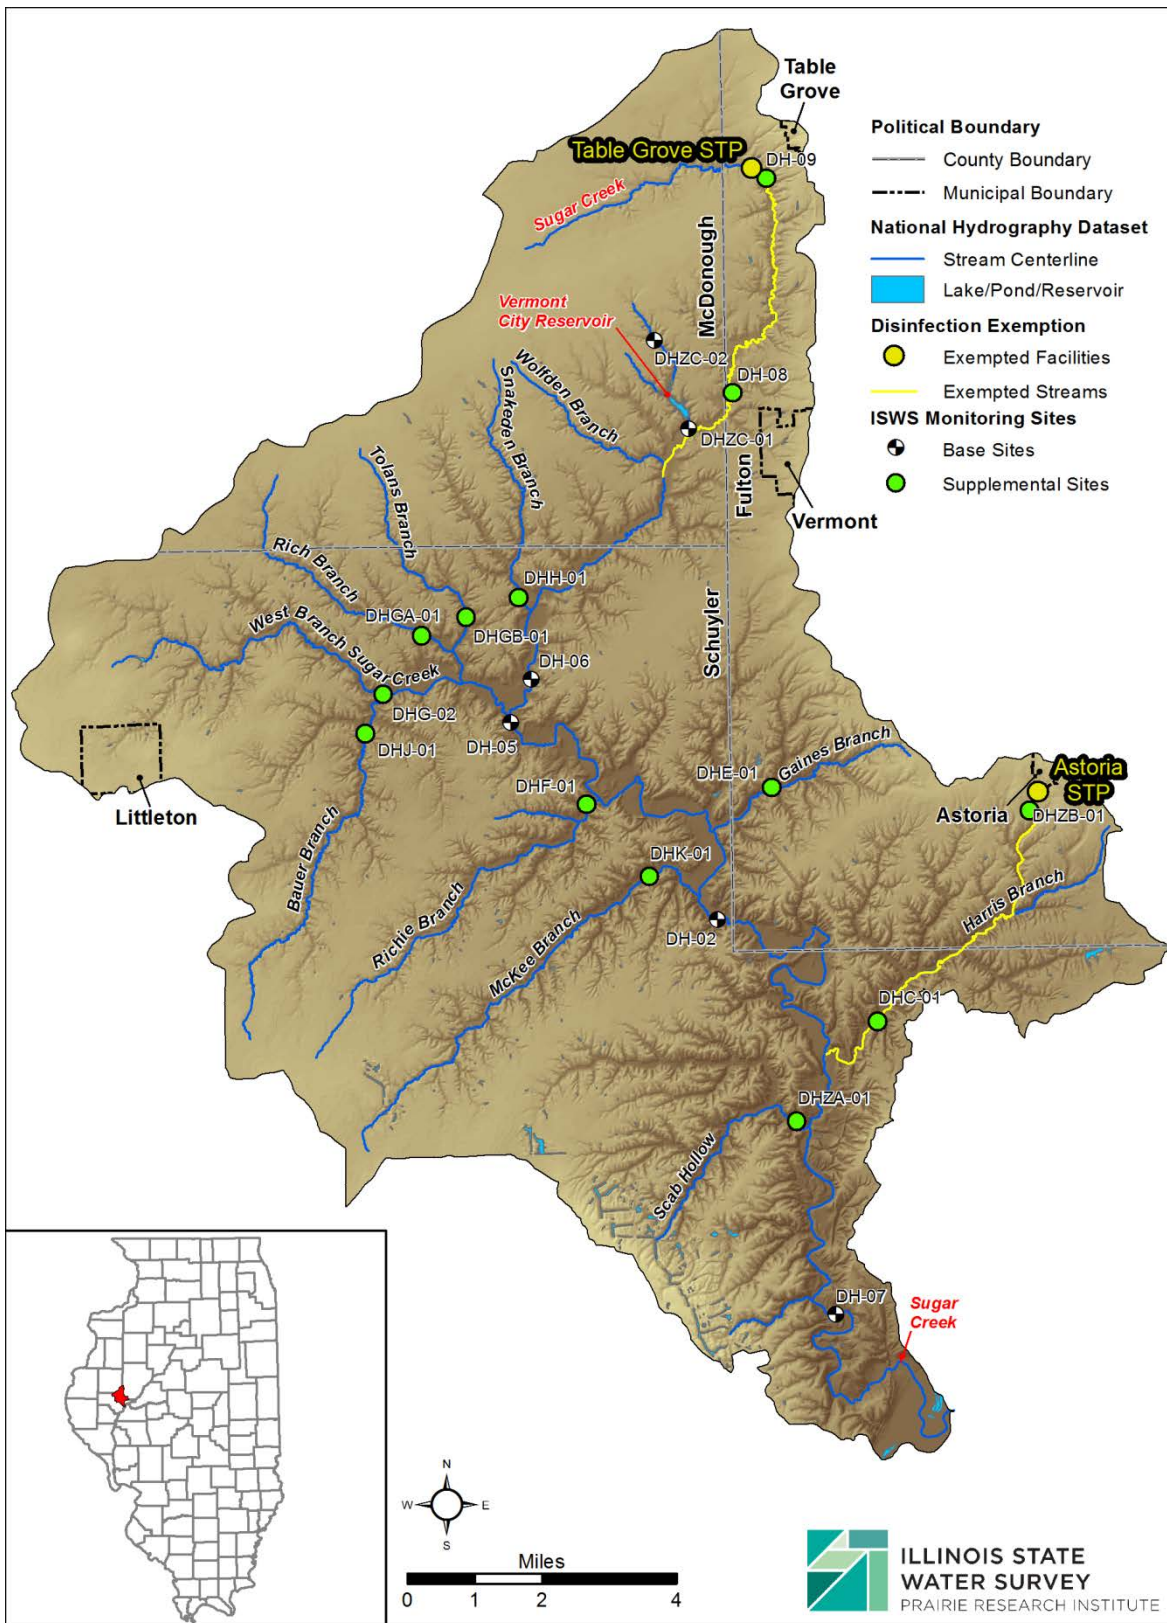 Table
Grove
Table Grove STP
DH-09
Sugar Creek
Political Boundary
County Boundary
Municipal Boundary
National Hydrography Dataset
Stream Centerline
Lake/Pond/Reservoir
Disinfection Exemption
Exempted Facilities
Exempted Streams
ISWS Monitoring Sites
Base Sites
Supplemental Sites
McDonough
Vermont
City Reservoir
DHZC-02
DH-08
DHZC-01
Wolfden Branch
Snakeden Branch
Tolans Branch
Fulton
Vermont
Rich Branch
DHH-01
DHGA-01
DHGB-01
West Branch Sugar Creek
Schuyler
DH-06
DHG-02
DH-05
DHJ-01
Littleton
DHF-01
DHE-01
Gaines Branch
Astoria
STP
Astoria
DHZB-01
Bauer Branch
DHK-01
Richie Branch
McKee Branch
DH-02
Harris Branch
DHC-01
DHZA-01
Scab Hollow
DH-07
Sugar
Creek
N
W
E
S
Miles
0
1
2
4
ILLINOIS STATE
WATER SURVEY
PRAIRIE RESEARCH INSTITUTE